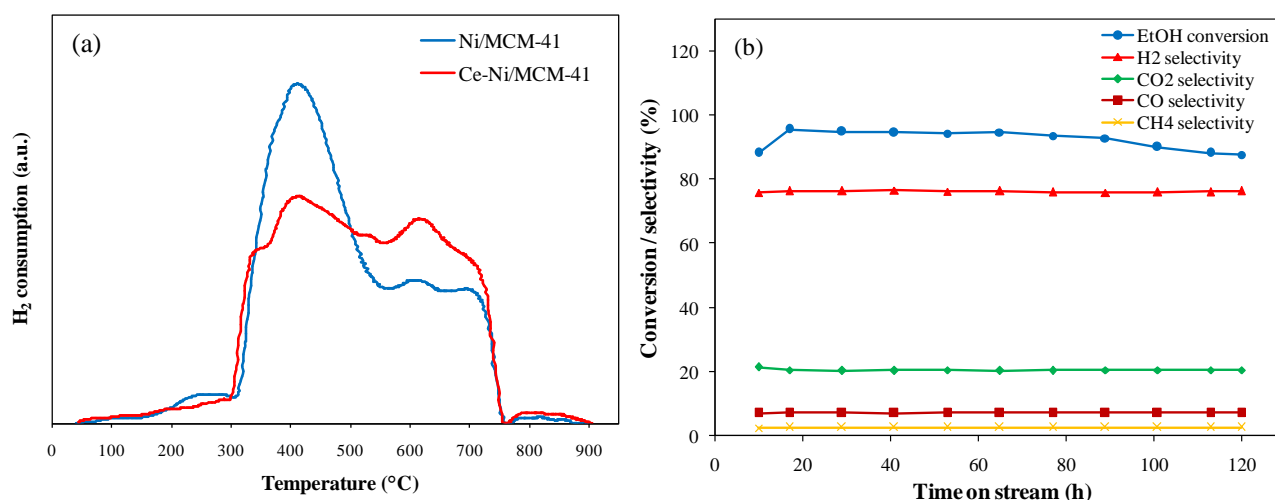 (a)
Ni/MCM-41
Ce-Ni/MCM-41
H₂ consumption (a.u.)
0 100 200 300 400 500 600 700 800 900
Temperature (°C)
(b)
EtOH conversion
H2 selectivity
CO2 selectivity
CO selectivity
CH4 selectivity
Conversion / selectivity (%)
120
100
80
60
40
20
0
0 20 40 60 80 100 120
Time on stream (h)